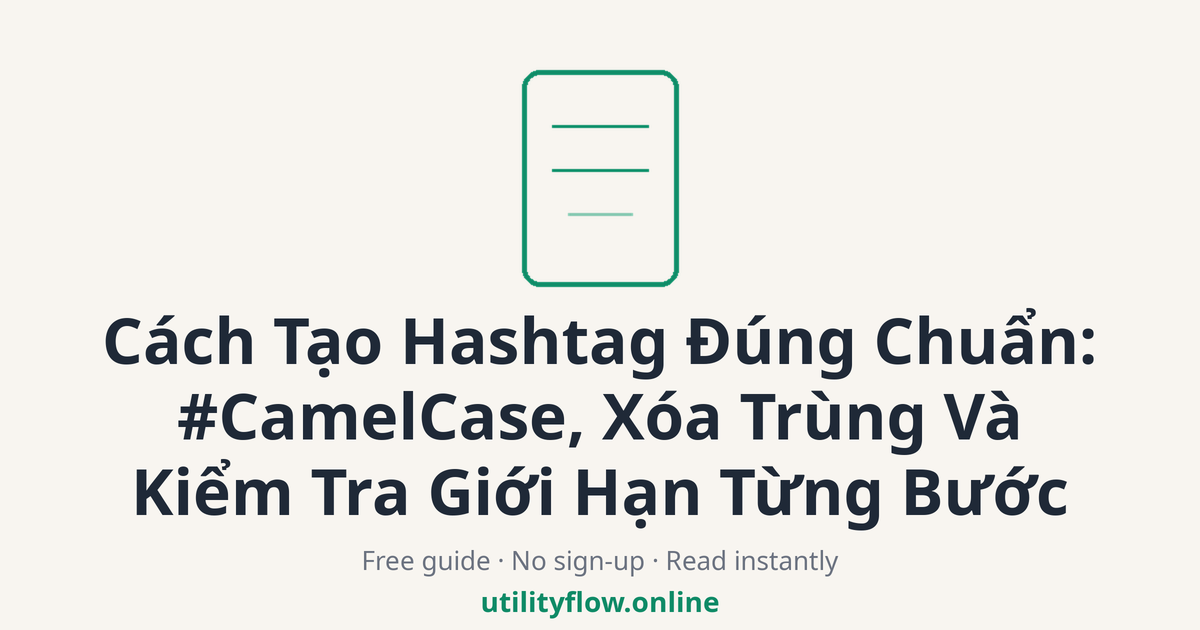 Cách Tạo Hashtag Đúng Chuẩn:
#CamelCase, Xóa Trùng Và
Kiểm Tra Giới Hạn Từng Bước
Free guide · No sign-up · Read instantly
utilityflow.online